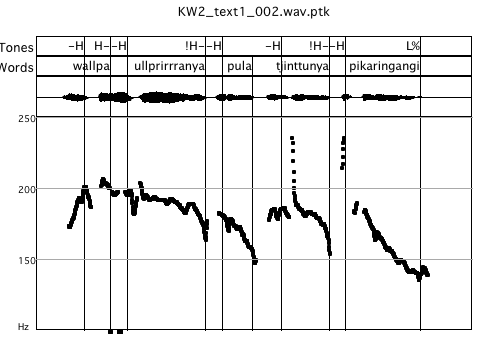 KW2_text1_002.wav.ptk
Tones –H H– –H !H– –H –H !H– –H L%
Words wallpa ullprirrranya pula tjinttunya pikaringangi
250
200
150
Hz